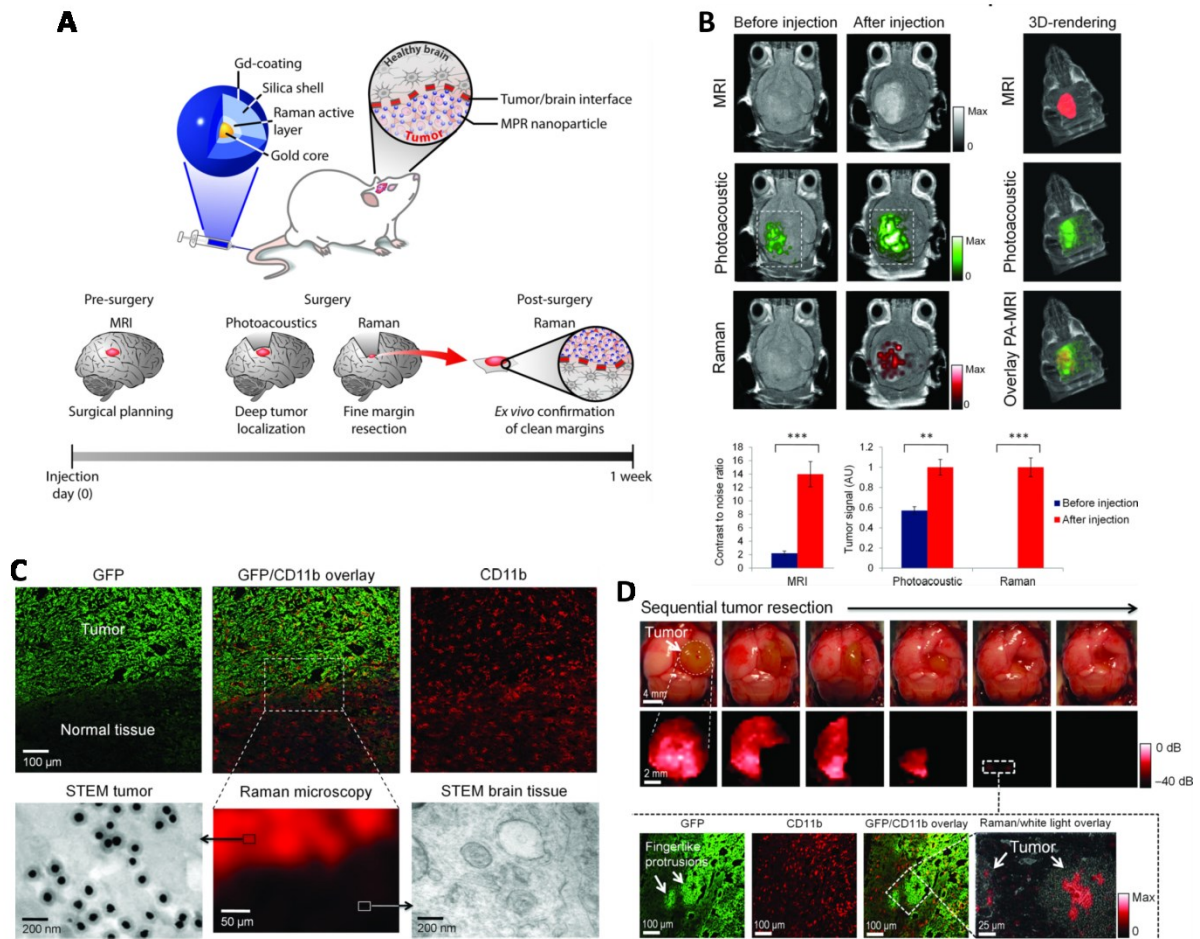 A
Gd-coating
Silica shell
Raman active
layer
Gold core
Healthy brain
Tumor
Tumor/brain interface
MPR nanoparticle
Pre-surgery
Surgery
Post-surgery
MRI
Photoacoustics
Raman
Raman
Surgical planning
Deep tumor
localization
Fine margin
resection
Ex vivo confirmation
of clean margins
Injection
day (0)
1 week
B
Before injection
After injection
3D-rendering
MRI
Max
0
MRI
Photoacoustic
Max
0
Photoacoustic
Raman
Max
0
Overlay PA-MRI
Contrast to noise ratio
18
16
14
12
10
8
6
4
2
0
***
MRI
Tumor signal (AU)
1.2
1
0.8
0.6
0.4
0.2
0
**
***
Photoacoustic
Raman
Before injection
After injection
C
GFP
GFP/CD11b overlay
CD11b
Tumor
Normal tissue
100 µm
STEM tumor
Raman microscopy
STEM brain tissue
200 nm
50 µm
200 nm
D
Sequential tumor resection
Tumor
4 mm
2 mm
0 dB
−40 dB
GFP
CD11b
GFP/CD11b overlay
Raman/white light overlay
Fingerlike
protrusions
Tumor
100 µm
100 µm
100 µm
25 µm
Max
0